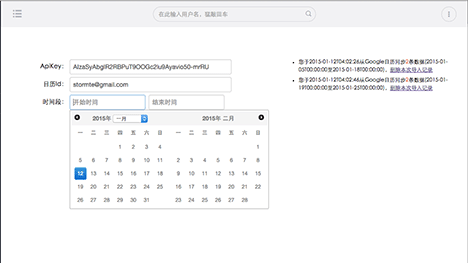 在此输入用户名，猛敲回车
ApiKey:
AIzaSyAbgIR2RBPuT9OOGc2Iu9Ayavio50-mrRU
日历Id:
stormte@gmail.com
时间段:
开始时间
结束时间
2015年 一月
一 二 三 四 五 六 日
1 2 3 4
5 6 7 8 9 10 11
12 13 14 15 16 17 18
19 20 21 22 23 24 25
26 27 28 29 30 31
2015年 二月
一 二 三 四 五 六 日
1
2 3 4 5 6 7 8
9 10 11 12 13 14 15
16 17 18 19 20 21 22
23 24 25 26 27 28
您于2015-01-12T04:02:26从Google日历同步2条数据(2015-01-
05T00:00:00至2015-01-18T00:00:00)。删除本次导入记录
您于2015-01-12T04:02:46从Google日历同步8条数据(2015-01-
19T00:00:00至2015-01-25T00:00:00)。删除本次导入记录